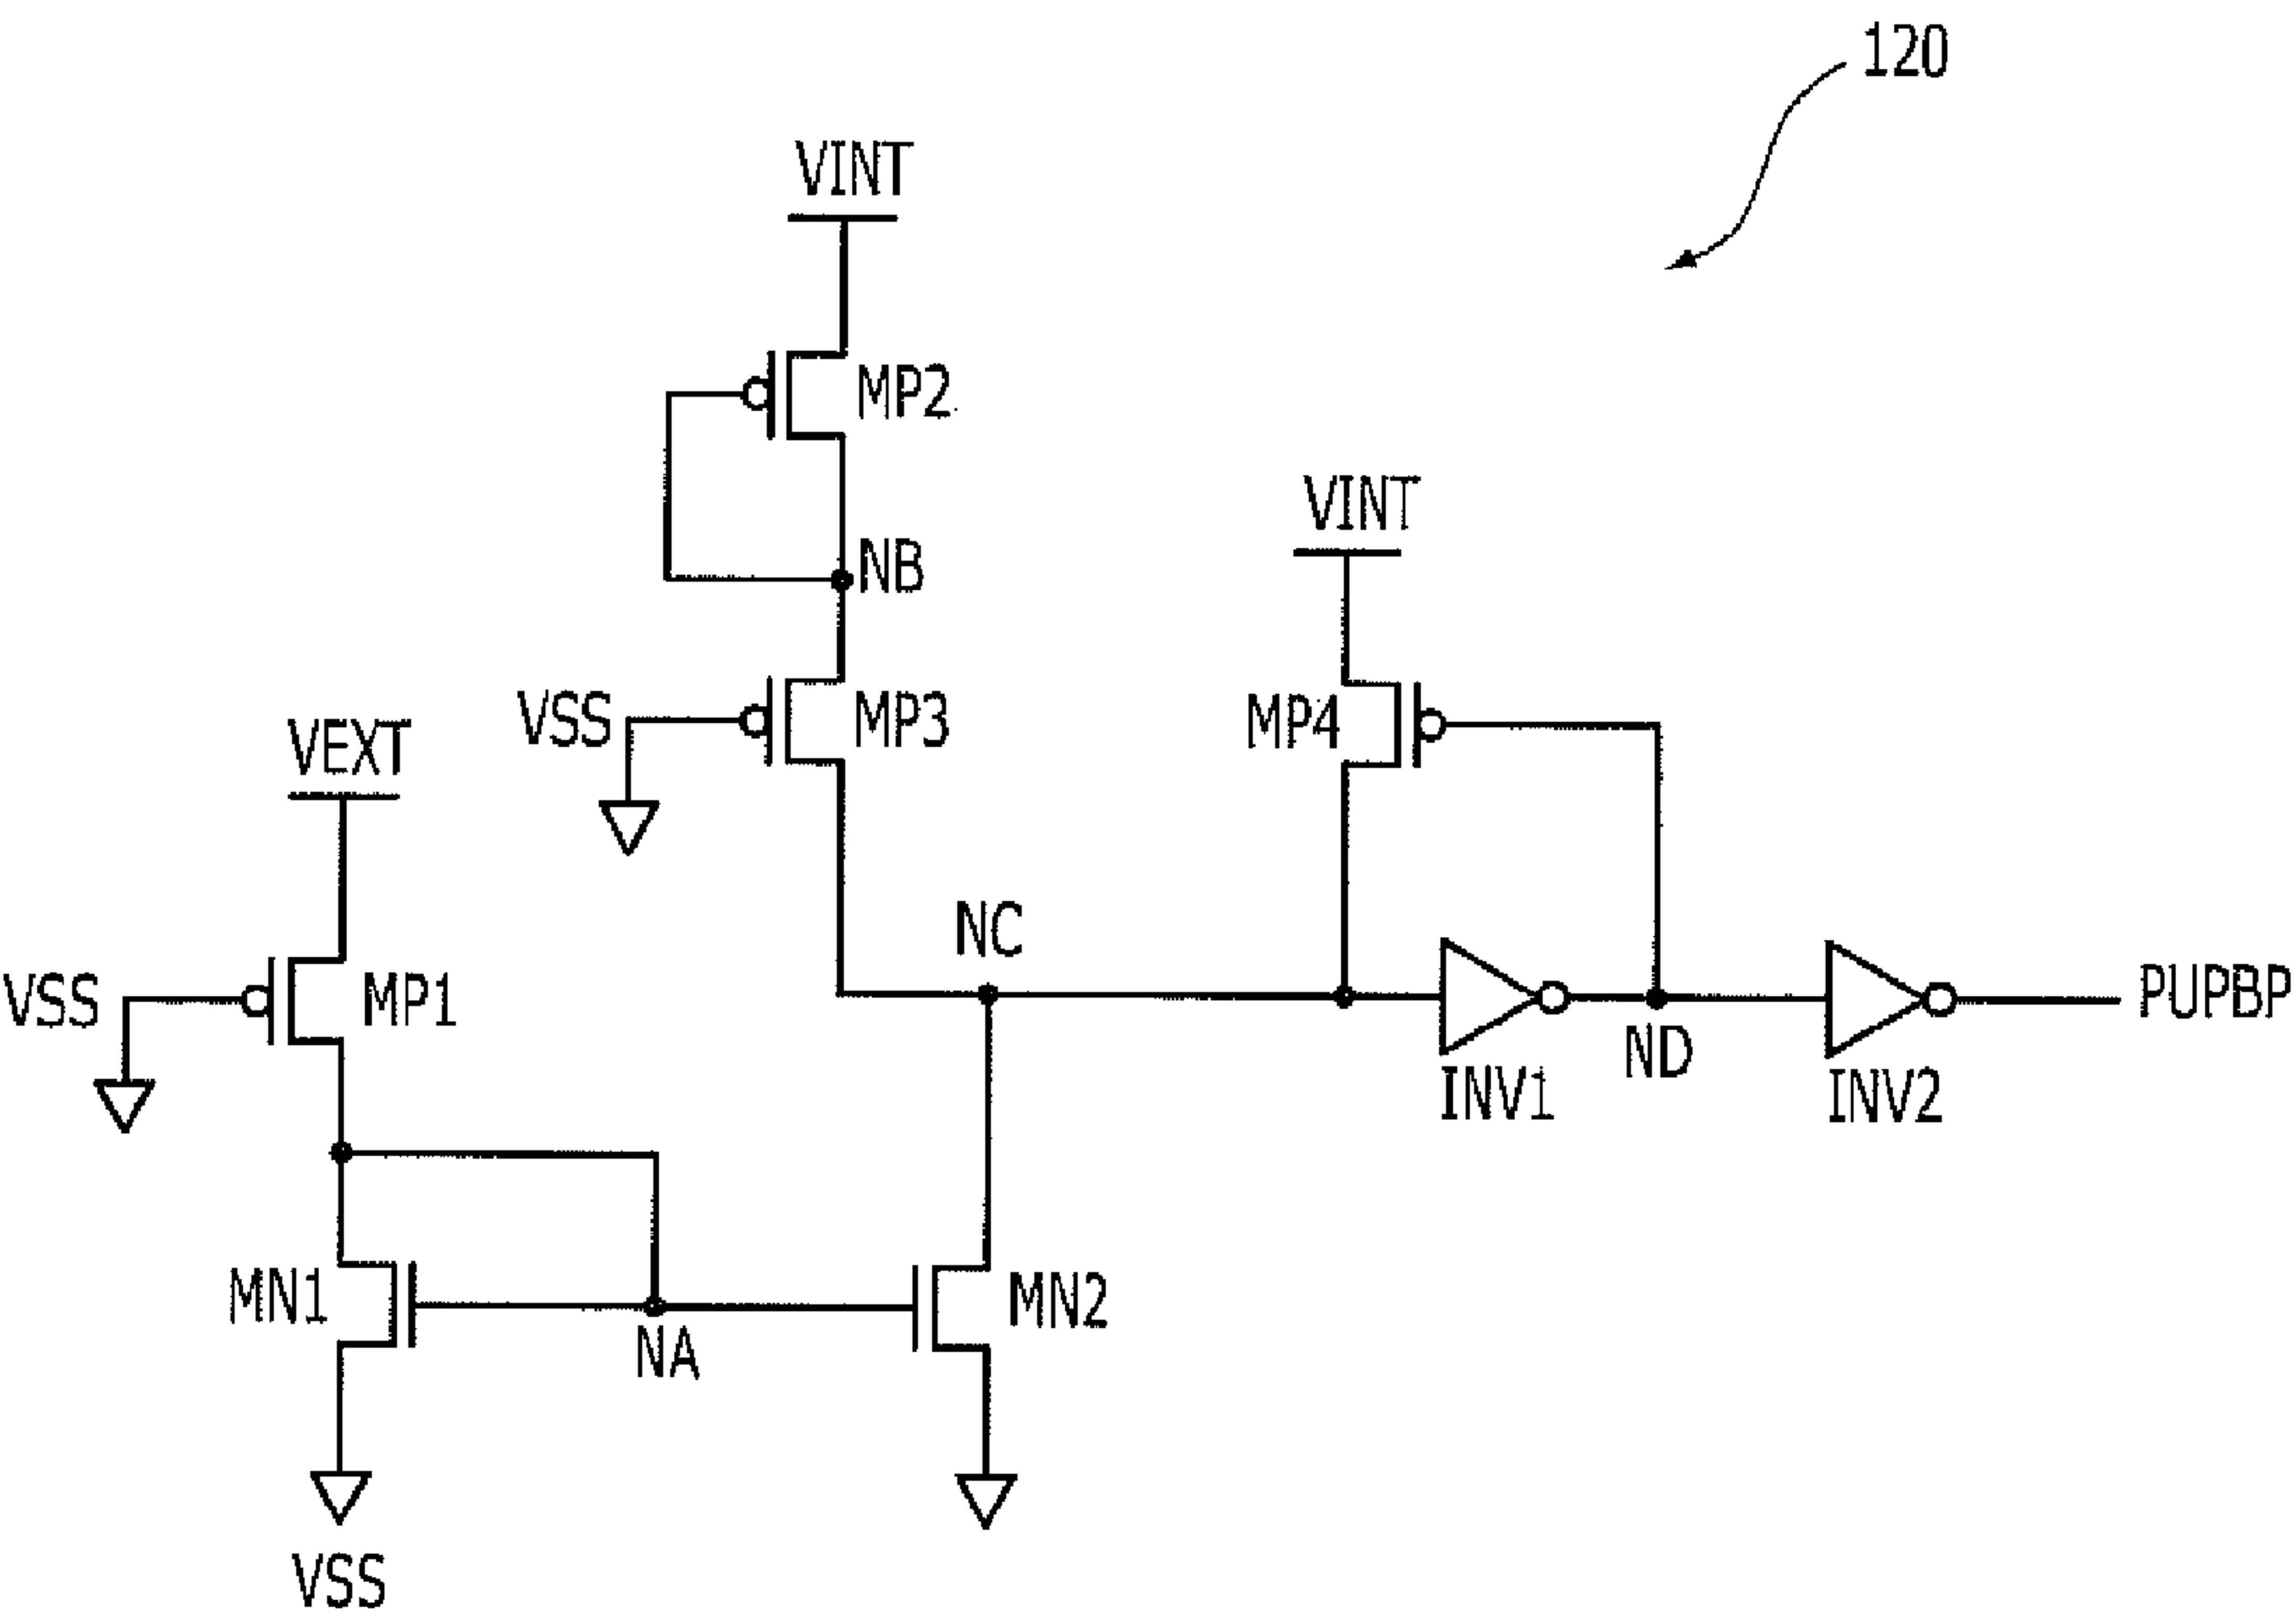 120
VINT
MP2
NB
VINT
VSS
MP3
MP4
VEXT
NC
VSS
MP1
PUPBP
ND
INV1
INV2
MN1
MN2
NA
VSS